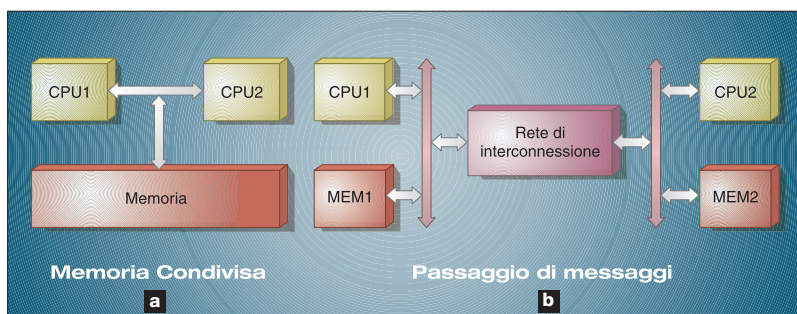 CPU1
CPU2
Memoria
Memoria Condivisa
a
CPU1
MEM1
Rete di
interconnessione
CPU2
MEM2
Passaggio di messaggi
b